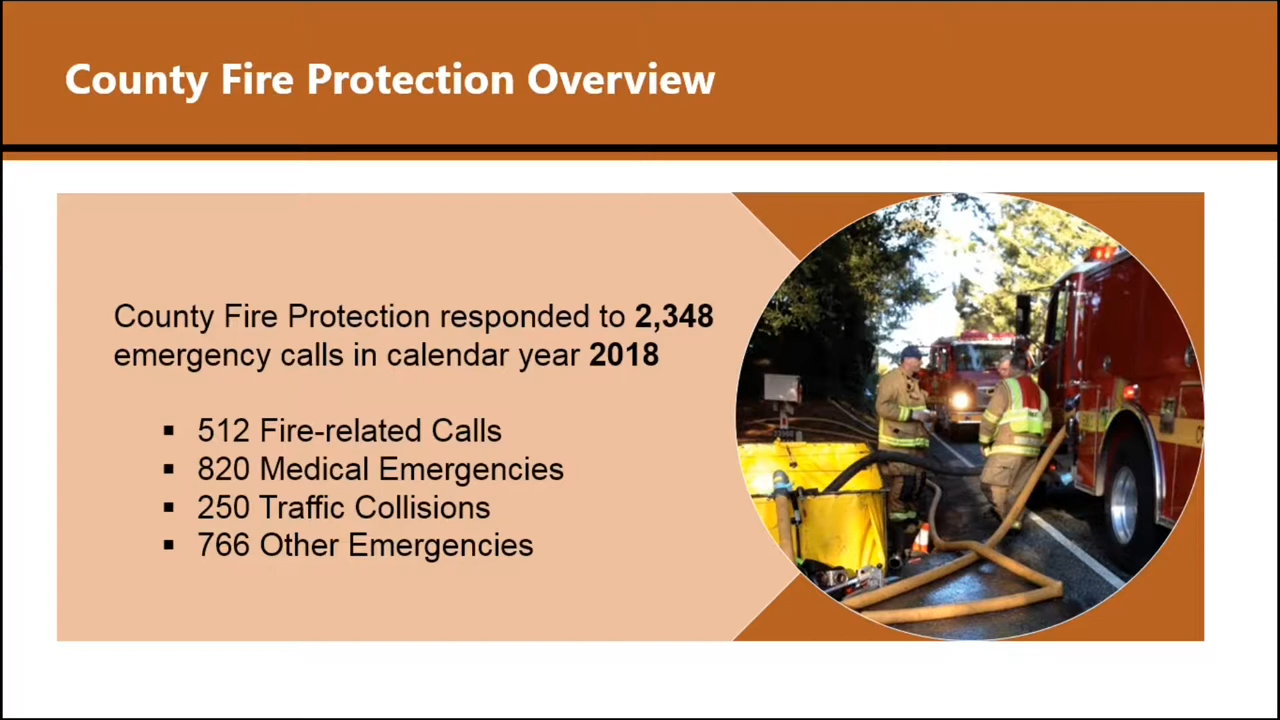 County Fire Protection Overview
County Fire Protection responded to 2,348
emergency calls in calendar year 2018
▪ 512 Fire-related Calls
▪ 820 Medical Emergencies
▪ 250 Traffic Collisions
▪ 766 Other Emergencies